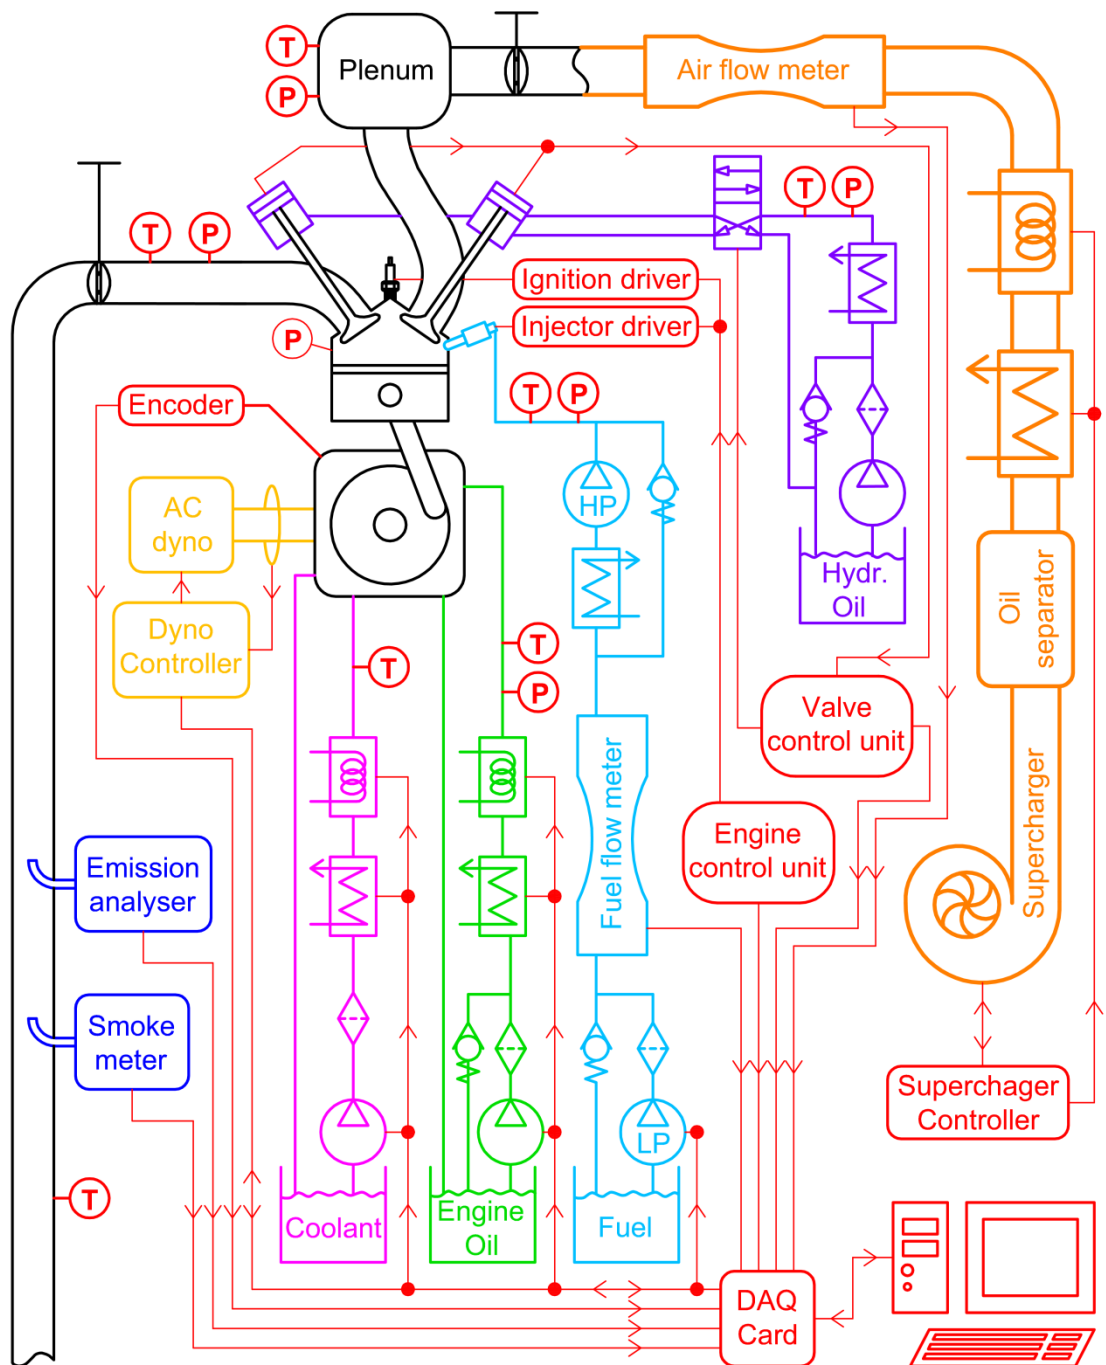 T
Plenum
P
Air flow meter
T
P
T
P
Ignition driver
Injector driver
P
Encoder
T
P
AC
dyno
HP
Hydr.
Oil
Oil
separator
Dyno
Controller
T
T
P
Valve
control unit
Supercharger
Fuel flow meter
Engine
control unit
Emission
analyser
Smoke
meter
Superchager
Controller
LP
T
Coolant
Engine
Oil
Fuel
DAQ
Card